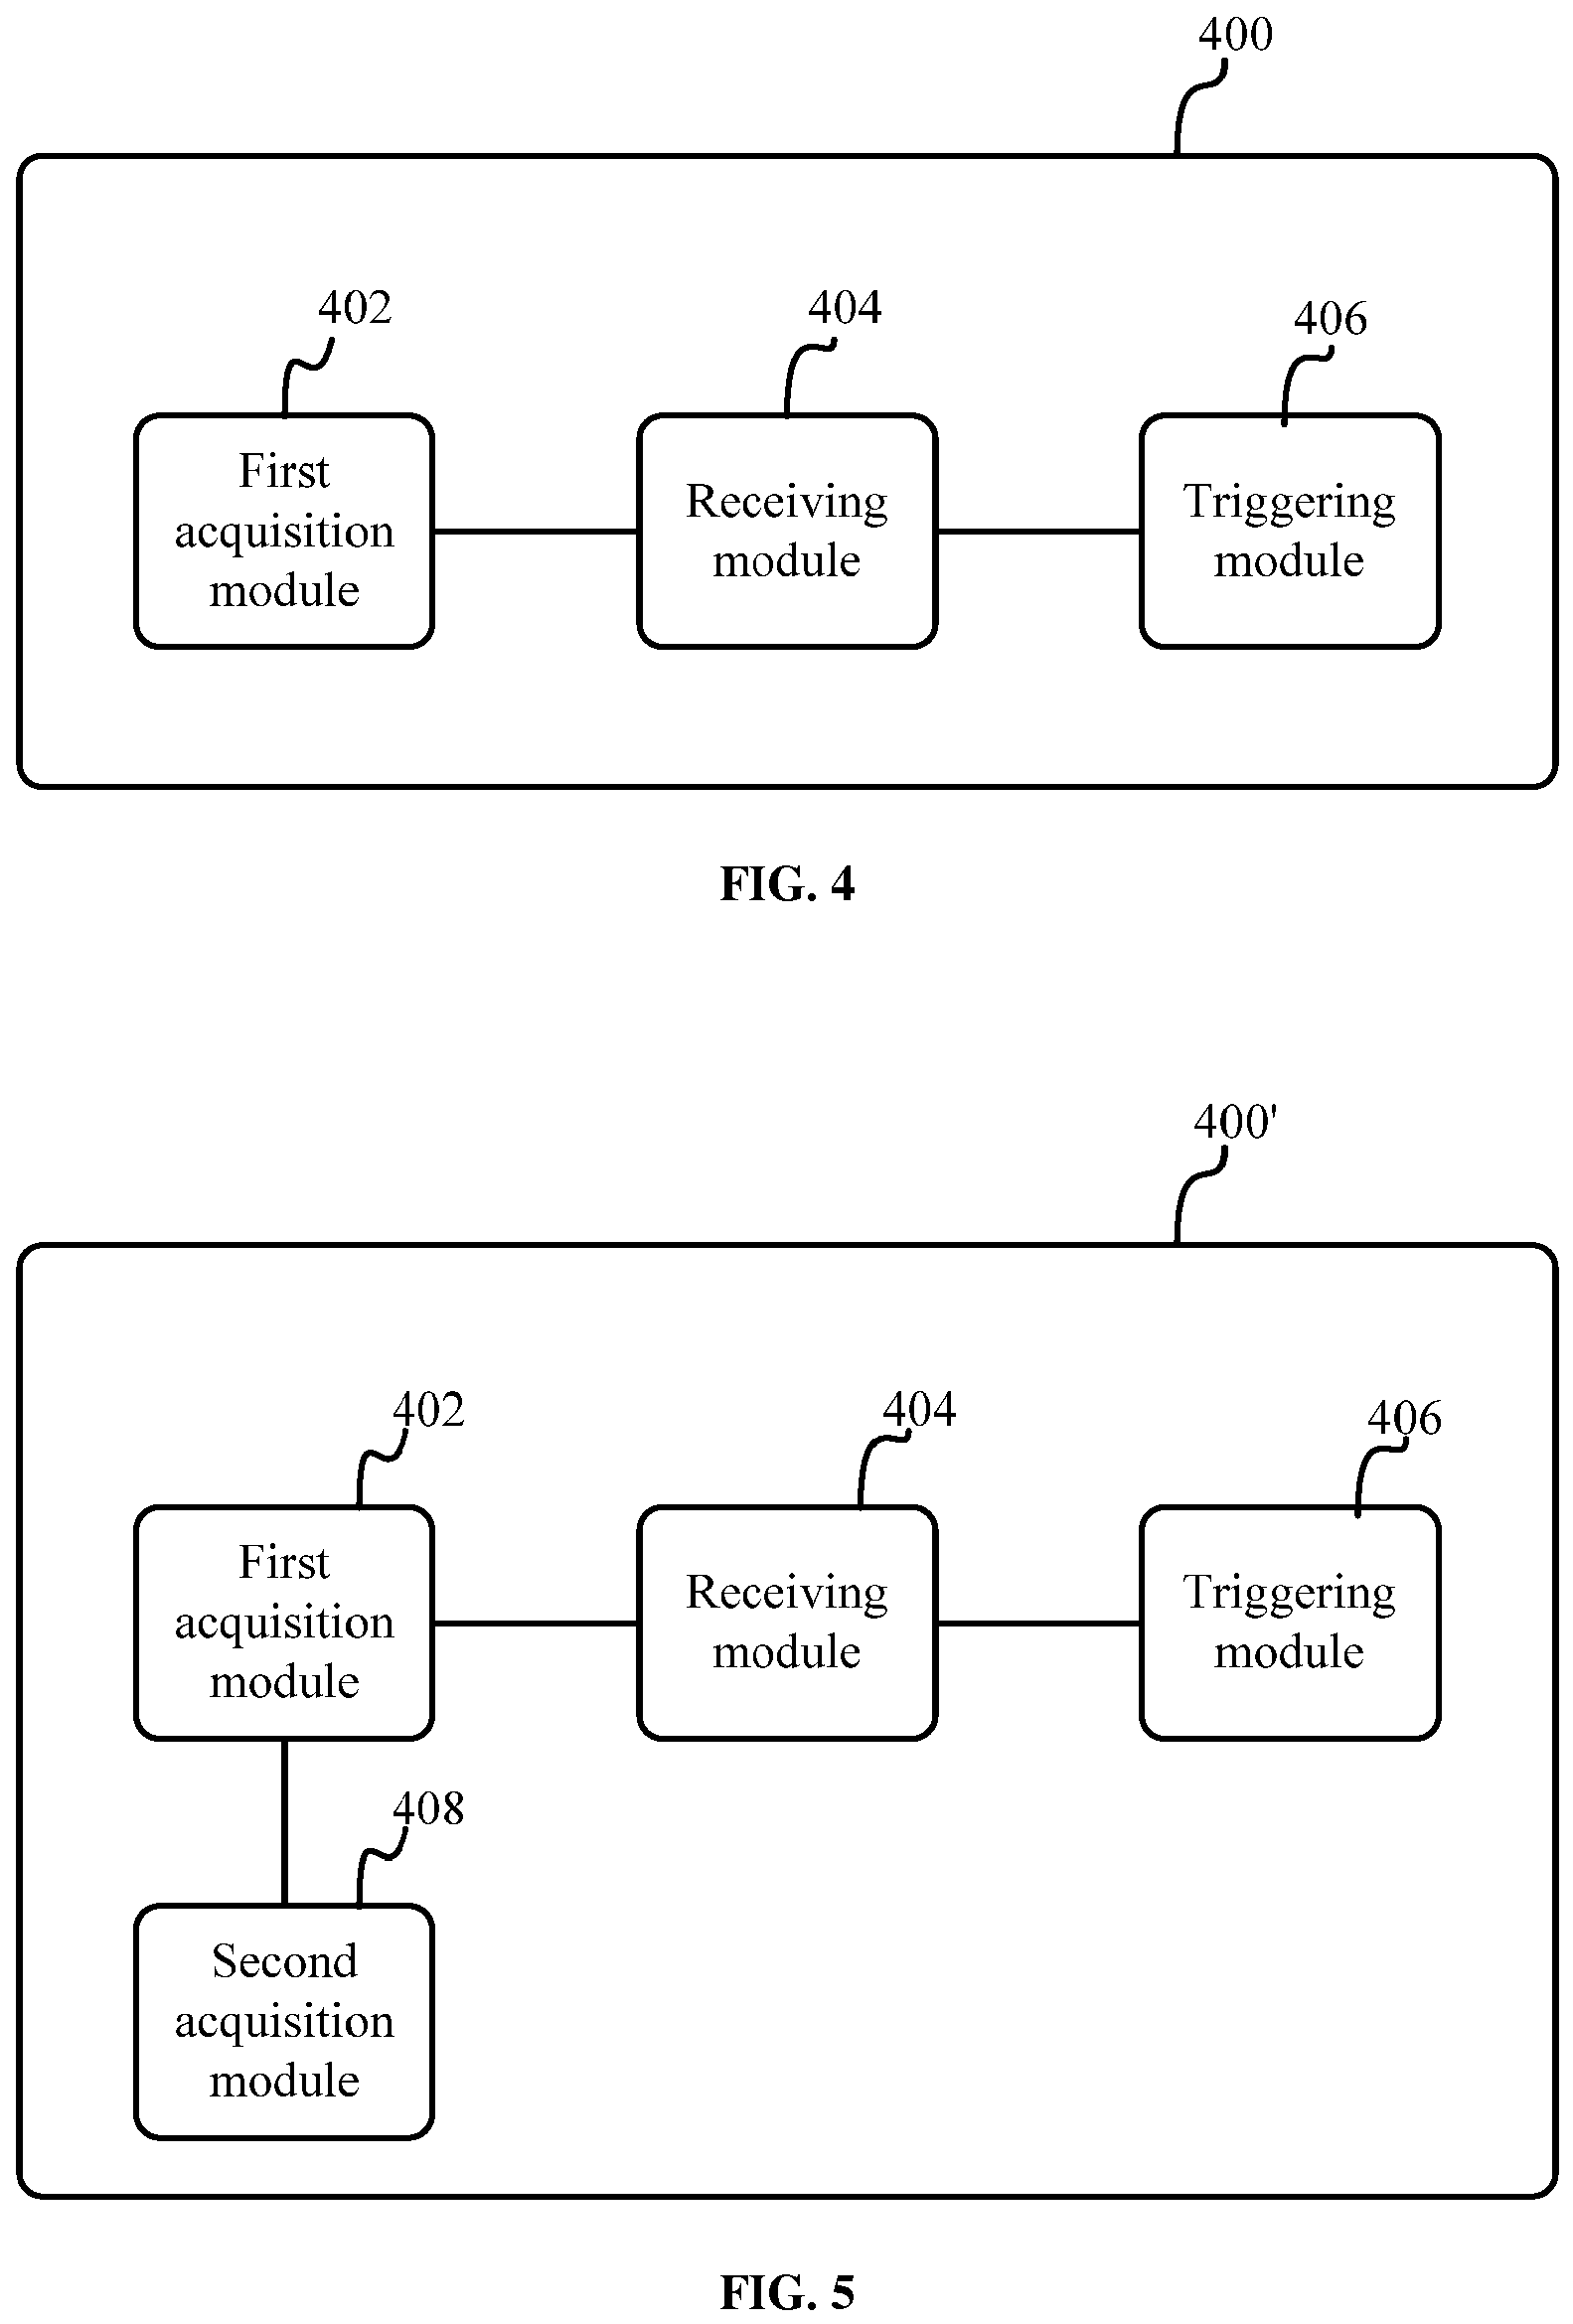 400
402
404
406
First
acquisition
module
Receiving
module
Triggering
module
FIG. 4
400'
402
404
406
First
acquisition
module
Receiving
module
Triggering
module
408
Second
acquisition
module
FIG. 5